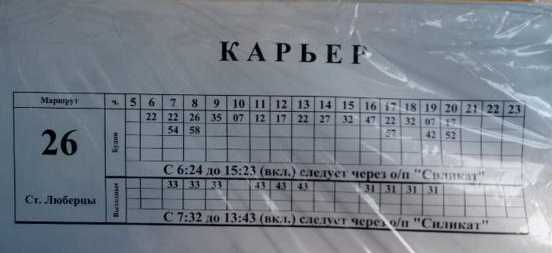 КАРЬЕР
Маршрут ч. 5 6 7 8 9 10 11 12 13 14 15 16 17 18 19 20 21 22 23
26 Будни 22 22 26 35 07 12 17 22 27 32 47 22 32 07 17
54 58 57 42 52
С 6:24 до 15:23 (вкл.) следует через о/п "Силикат"
Ст. Люберцы Выходные 33 33 33 43 43 43 31 31 31 31
С 7:32 до 13:43 (вкл.) следует через о/п "Силикат"